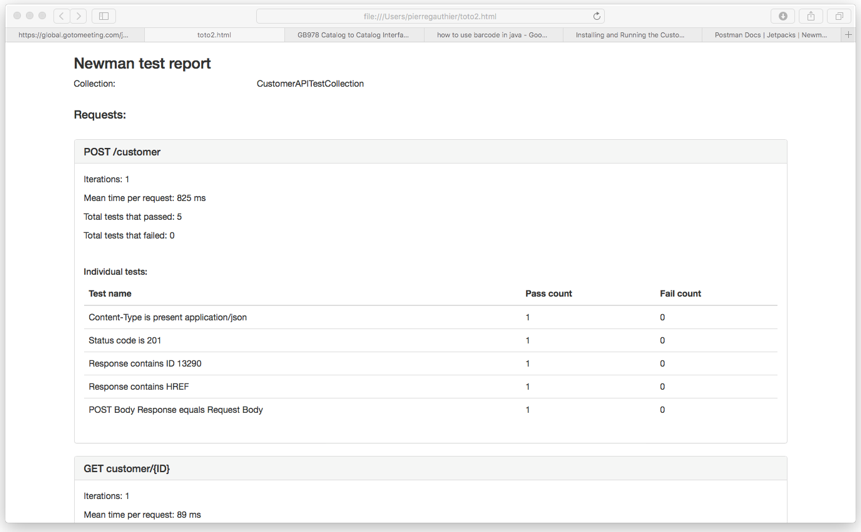 file:///Users/pierregauthier/toto2.html
https://global.gotomeeting.com/j... toto2.html GB978 Catalog to Catalog Interfa... how to use barcode in java - Goo... Installing and Running the Custo... Postman Docs | Jetpacks | Newm... +
Newman test report
Collection: CustomerAPITestCollection
Requests:
POST /customer
Iterations: 1
Mean time per request: 825 ms
Total tests that passed: 5
Total tests that failed: 0
Individual tests:
Test name Pass count Fail count
Content-Type is present application/json 1 0
Status code is 201 1 0
Response contains ID 13290 1 0
Response contains HREF 1 0
POST Body Response equals Request Body 1 0
GET customer/{ID}
Iterations: 1
Mean time per request: 89 ms